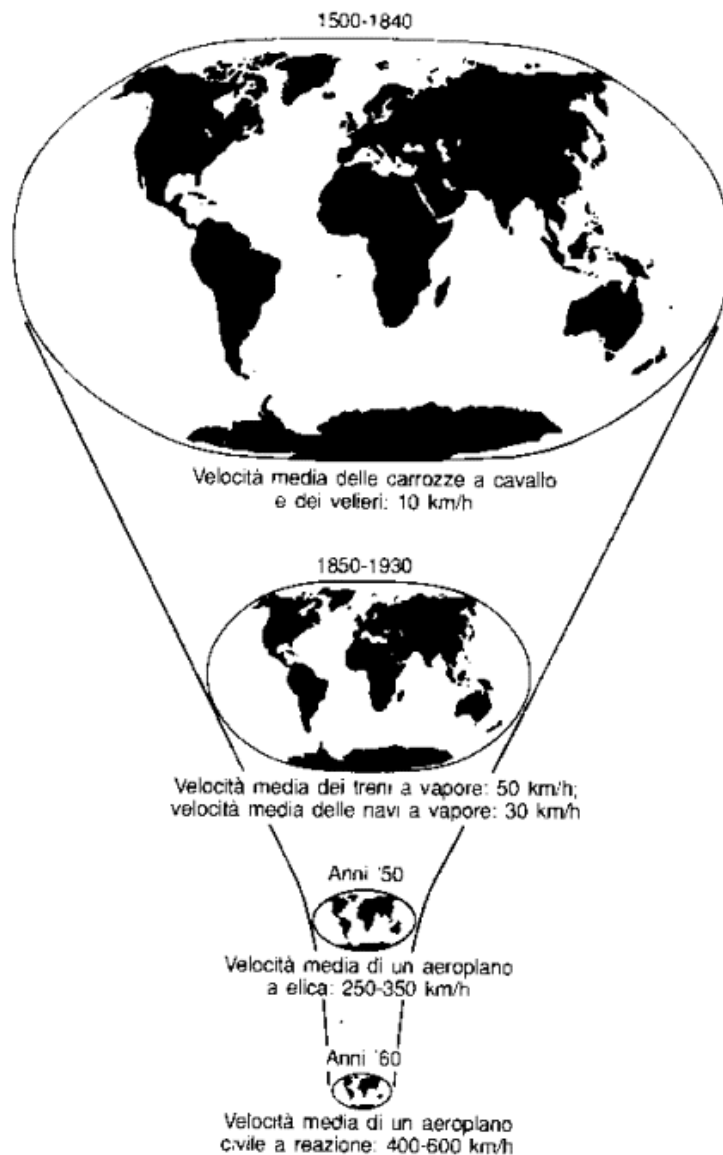 1500-1840
Velocità media delle carrozze a cavallo
e dei velieri: 10 km/h
1850-1930
Velocità media dei treni a vapore: 50 km/h;
velocità media delle navi a vapore: 30 km/h
Anni '50
Velocità media di un aeroplano
a elica: 250-350 km/h
Anni '60
Velocità media di un aeroplano
civile a reazione: 400-600 km/h